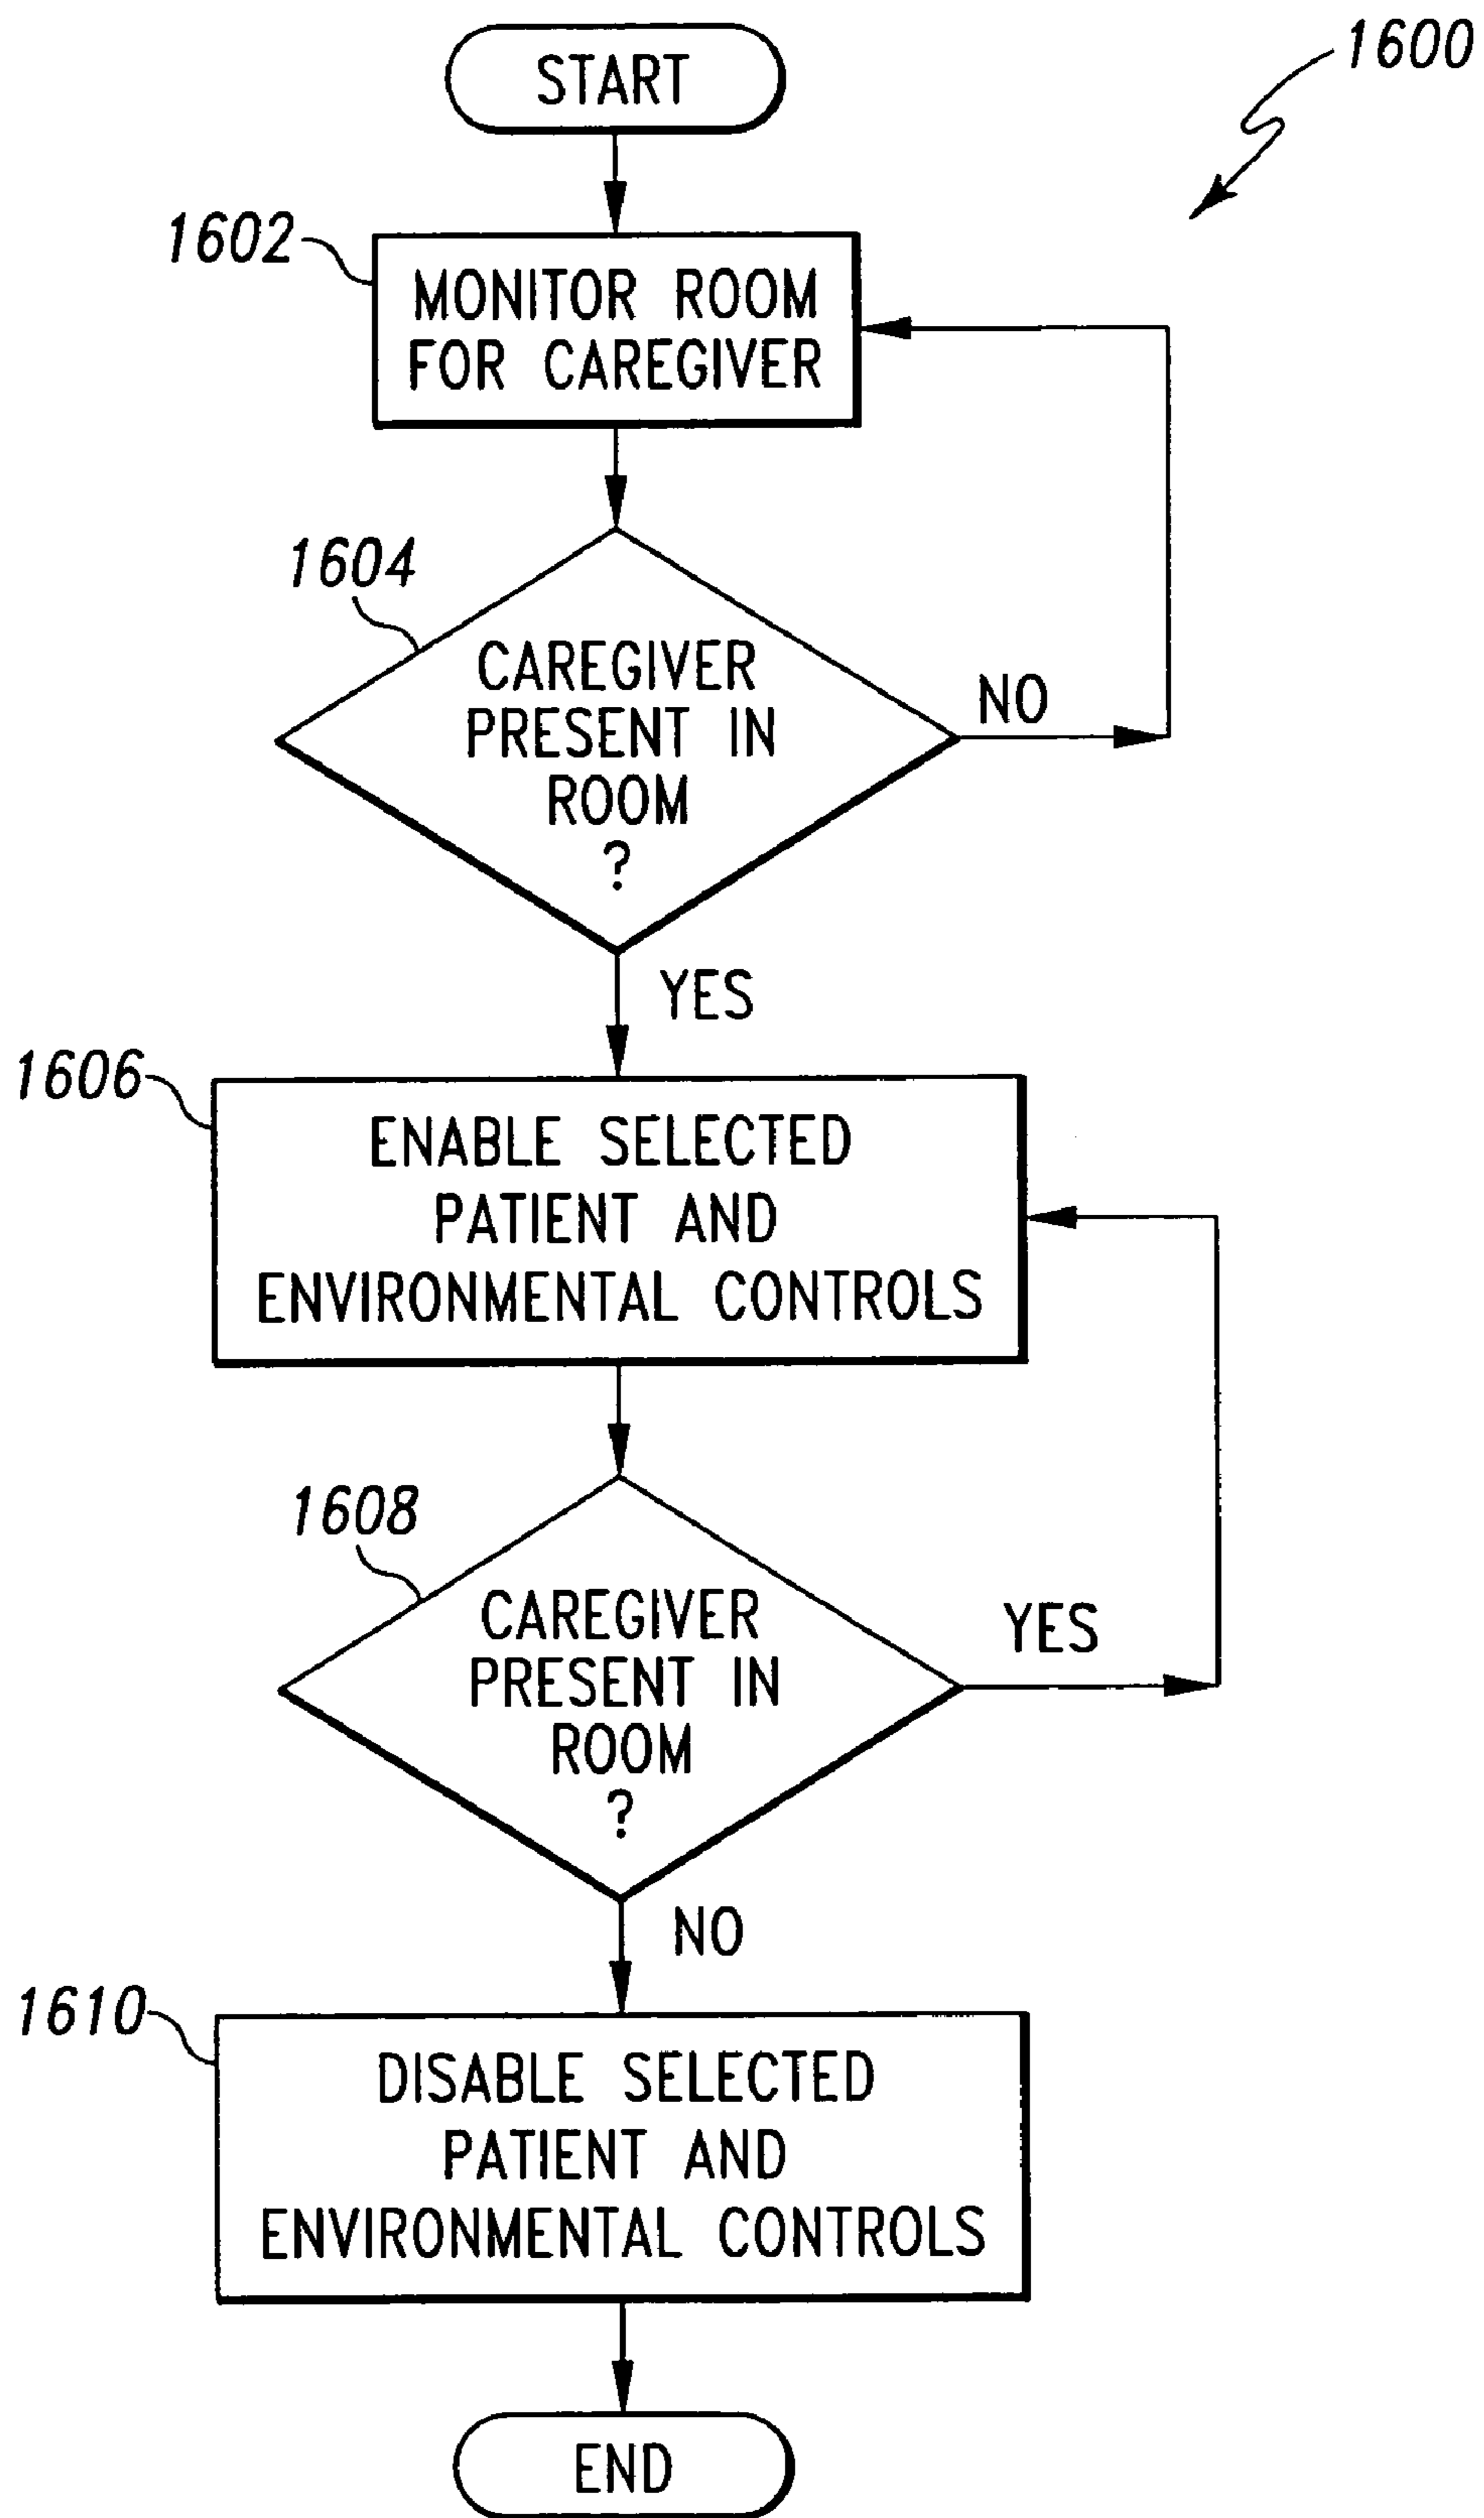 START
1600
1602
MONITOR ROOM
FOR CAREGIVER
1604
CAREGIVER
PRESENT IN
ROOM
?
NO
YES
1606
ENABLE SELECTED
PATIENT AND
ENVIRONMENTAL CONTROLS
1608
CAREGIVER
PRESENT IN
ROOM
?
YES
NO
1610
DISABLE SELECTED
PATIENT AND
ENVIRONMENTAL CONTROLS
END